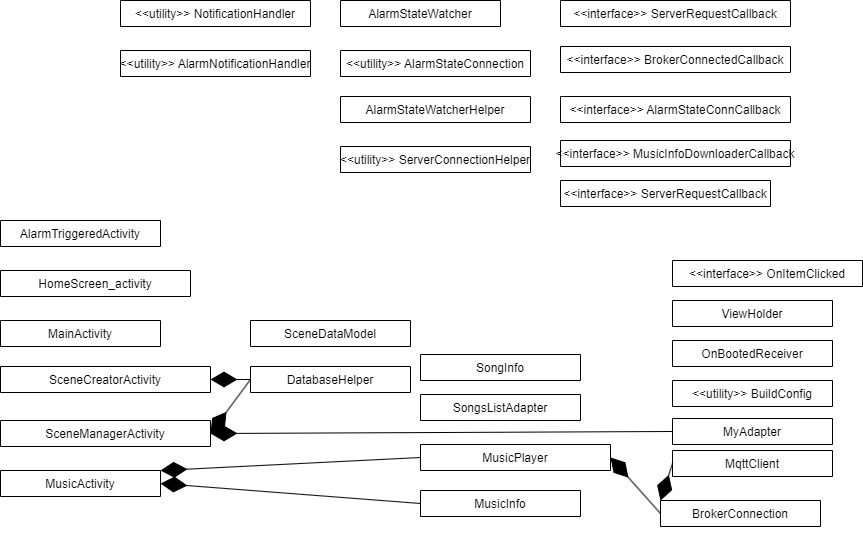 <<utility>> NotificationHandler
AlarmStateWatcher
<<interface>> ServerRequestCallback
<<utility>> AlarmNotificationHandler
<<utility>> AlarmStateConnection
<<interface>> BrokerConnectedCallback
AlarmStateWatcherHelper
<<interface>> AlarmStateConnCallback
<<utility>> ServerConnectionHelper
<<interface>> MusicInfoDownloaderCallback
<<interface>> ServerRequestCallback
AlarmTriggeredActivity
HomeScreen_activity
<<interface>> OnItemClicked
ViewHolder
MainActivity
SceneDataModel
OnBootedReceiver
SongInfo
SceneCreatorActivity
DatabaseHelper
<<utility>> BuildConfig
SongsListAdapter
SceneManagerActivity
MyAdapter
MusicPlayer
MqttClient
MusicActivity
MusicInfo
BrokerConnection